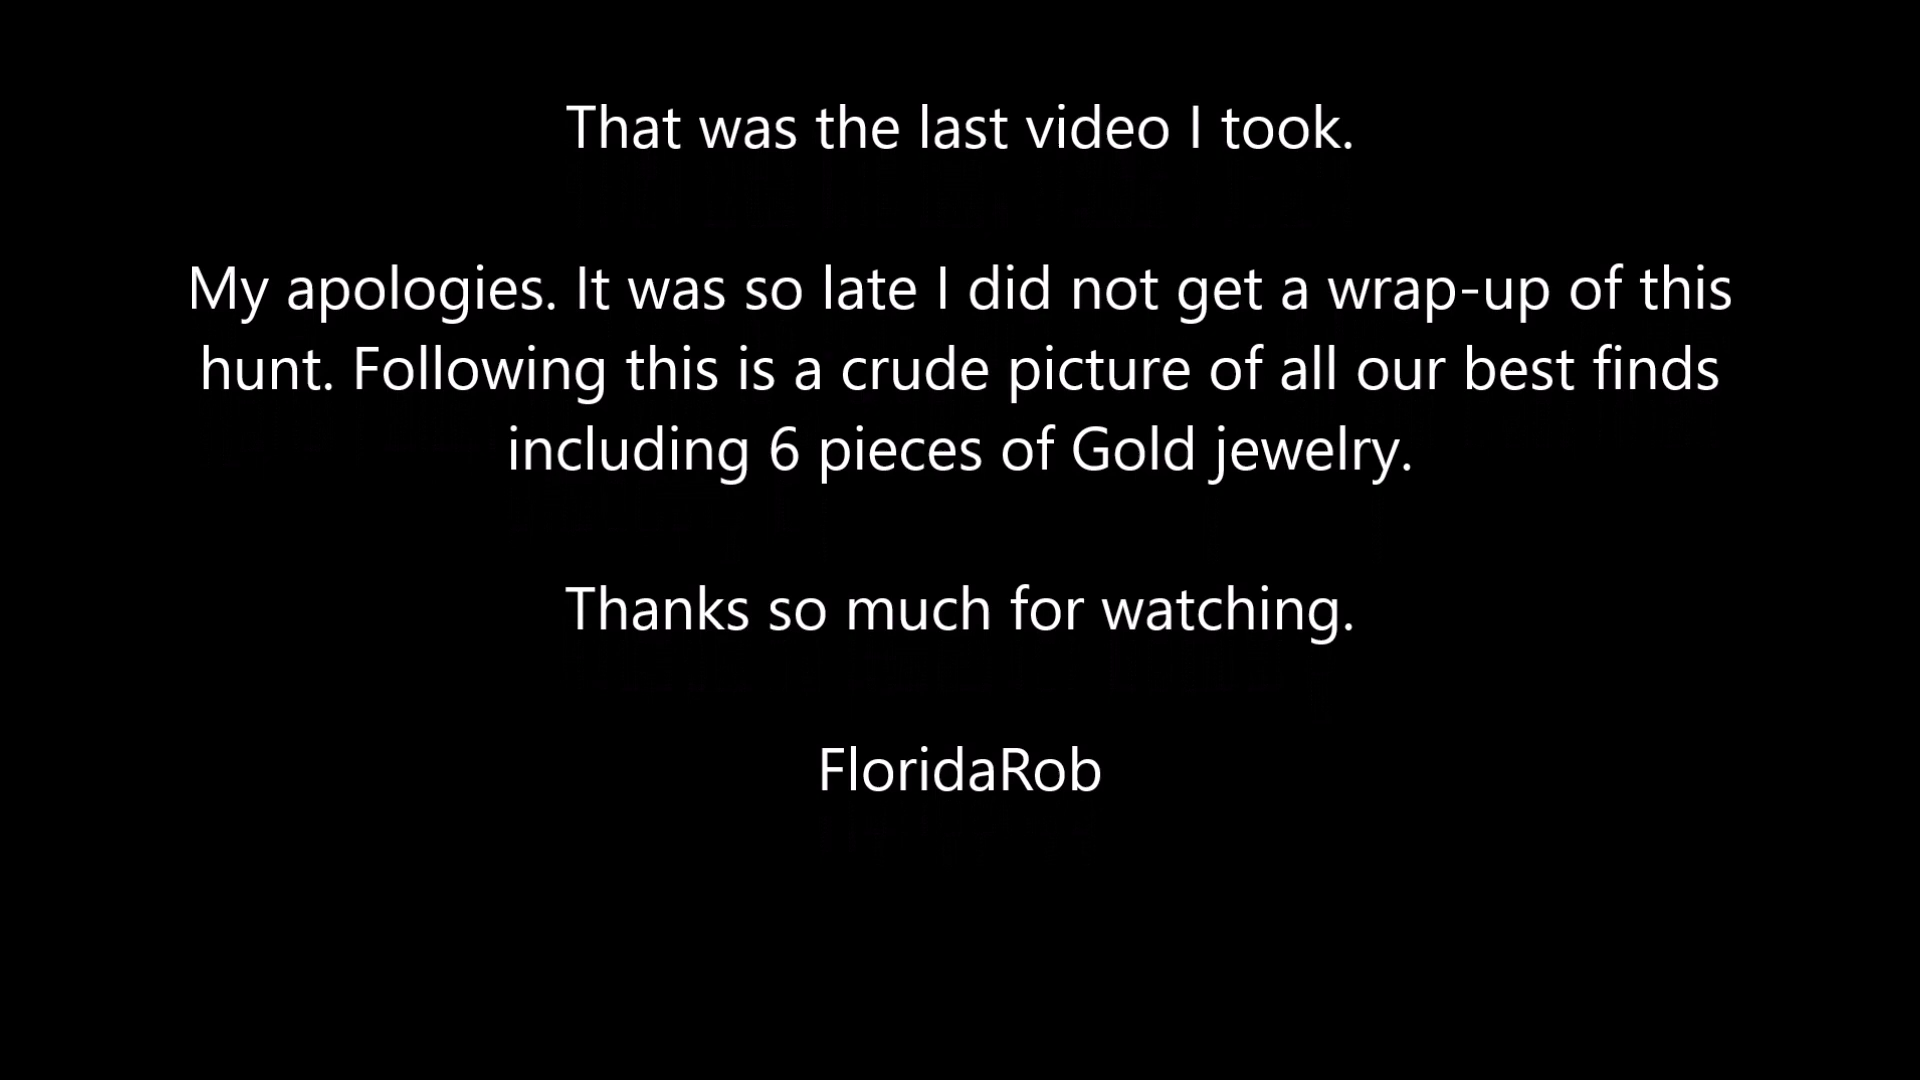 That was the last video I took.
My apologies. It was so late I did not get a wrap-up of this
hunt. Following this is a crude picture of all our best finds
including 6 pieces of Gold jewelry.
Thanks so much for watching.
FloridaRob